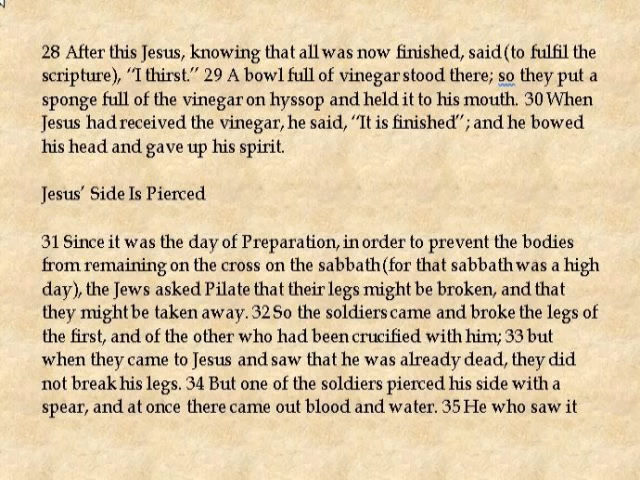 28 After this Jesus, knowing that all was now finished, said (to fulfil the
scripture), “I thirst.” 29 A bowl full of vinegar stood there; so they put a
sponge full of the vinegar on hyssop and held it to his mouth. 30 When
Jesus had received the vinegar, he said, “It is finished”; and he bowed
his head and gave up his spirit.
Jesus’ Side Is Pierced
31 Since it was the day of Preparation, in order to prevent the bodies
from remaining on the cross on the sabbath (for that sabbath was a high
day), the Jews asked Pilate that their legs might be broken, and that
they might be taken away. 32 So the soldiers came and broke the legs of
the first, and of the other who had been crucified with him; 33 but
when they came to Jesus and saw that he was already dead, they did
not break his legs. 34 But one of the soldiers pierced his side with a
spear, and at once there came out blood and water. 35 He who saw it